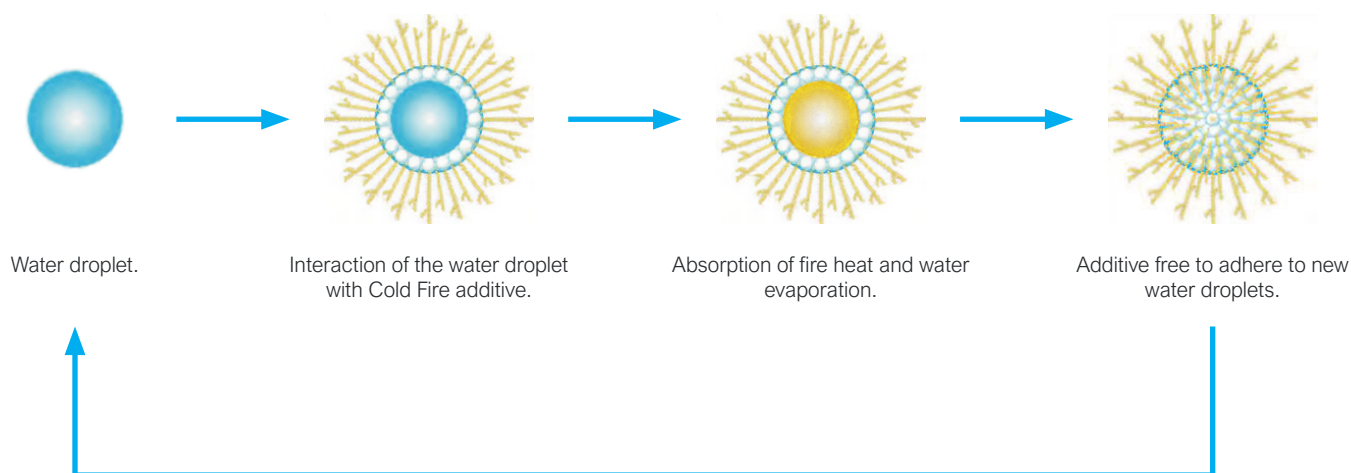 Water droplet.
Interaction of the water droplet
with Cold Fire additive.
Absorption of fire heat and water
evaporation.
Additive free to adhere to new
water droplets.